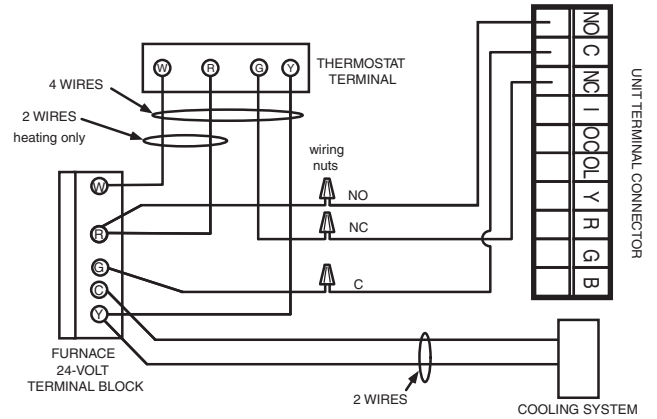 W
R
G
Y
THERMOSTAT
TERMINAL
4 WIRES
2 WIRES
heating only
wiring
nuts
NO
NC
C
W
R
G
C
Y
FURNACE
24-VOLT
TERMINAL BLOCK
2 WIRES
COOLING SYSTEM
NO
C
NC
I
OC
OL
Y
R
G
B
UNIT TERMINAL CONNECTOR